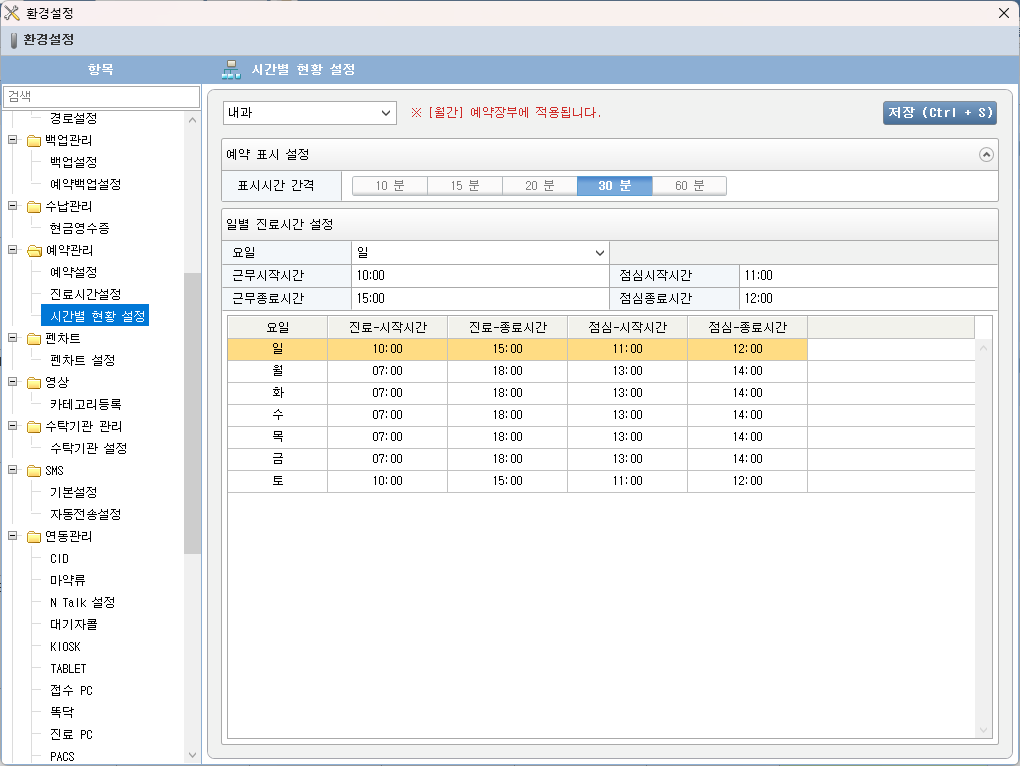 환경설정
환경설정
항목
시간별 현황 설정
검색
경로설정
백업관리
백업설정
예약백업설정
수납관리
현금영수증
예약관리
예약설정
진료시간설정
시간별 현황 설정
펜차트
펜차트 설정
영상
카테고리등록
수탁기관 관리
수탁기관 설정
SMS
기본설정
자동전송설정
연동관리
CID
마약류
N Talk 설정
대기자콜
KIOSK
TABLET
접수 PC
똑닥
진료 PC
PACS
내과
※ [월간] 예약장부에 적용됩니다.
저장 (Ctrl + S)
예약 표시 설정
표시시간 간격 10 분 15 분 20 분 30 분 60 분
일별 진료시간 설정
요일 일
근무시작시간 10:00 점심시작시간 11:00
근무종료시간 15:00 점심종료시간 12:00
요일 진료-시작시간 진료-종료시간 점심-시작시간 점심-종료시간
일 10:00 15:00 11:00 12:00
월 07:00 18:00 13:00 14:00
화 07:00 18:00 13:00 14:00
수 07:00 18:00 13:00 14:00
목 07:00 18:00 13:00 14:00
금 07:00 18:00 13:00 14:00
토 10:00 15:00 11:00 12:00